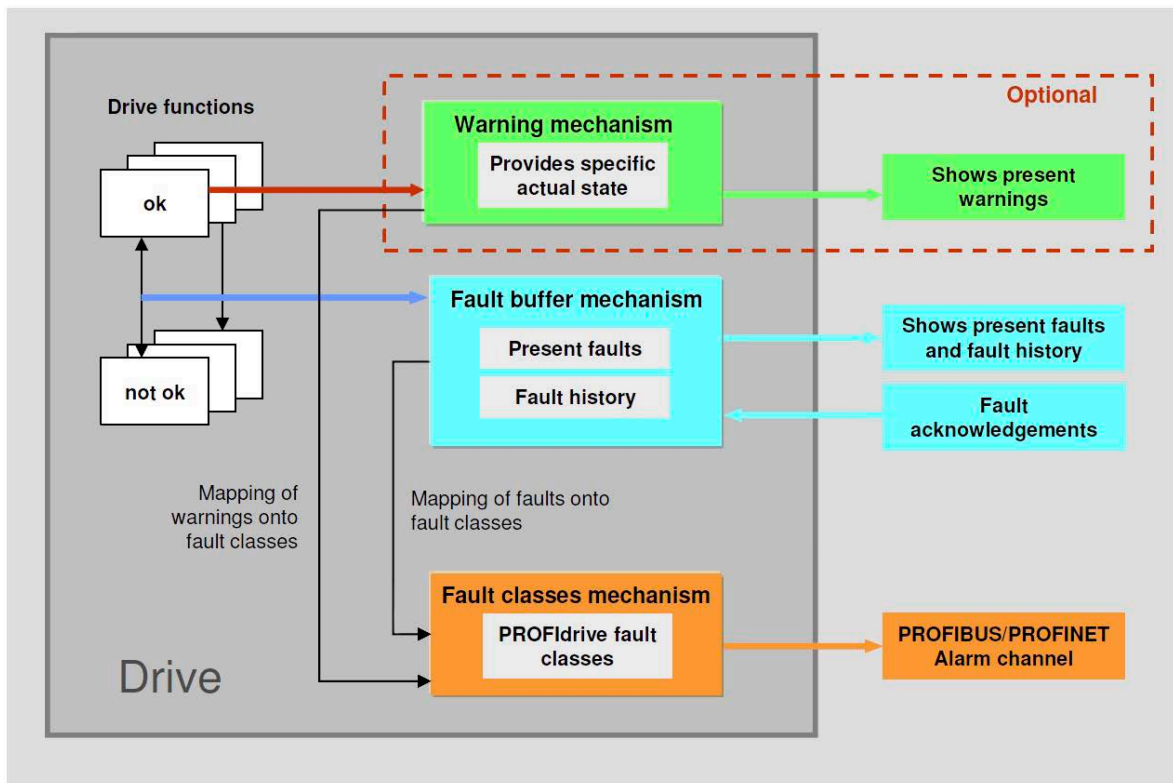 Optional
Drive functions
Warning mechanism
Provides specific
actual state
Shows present
warnings
ok
Fault buffer mechanism
Present faults
Fault history
Shows present faults
and fault history
not ok
Fault
acknowledgements
Mapping of
warnings onto
fault classes
Mapping of faults onto
fault classes
Fault classes mechanism
PROFIdrive fault
classes
PROFIBUS/PROFINET
Alarm channel
Drive